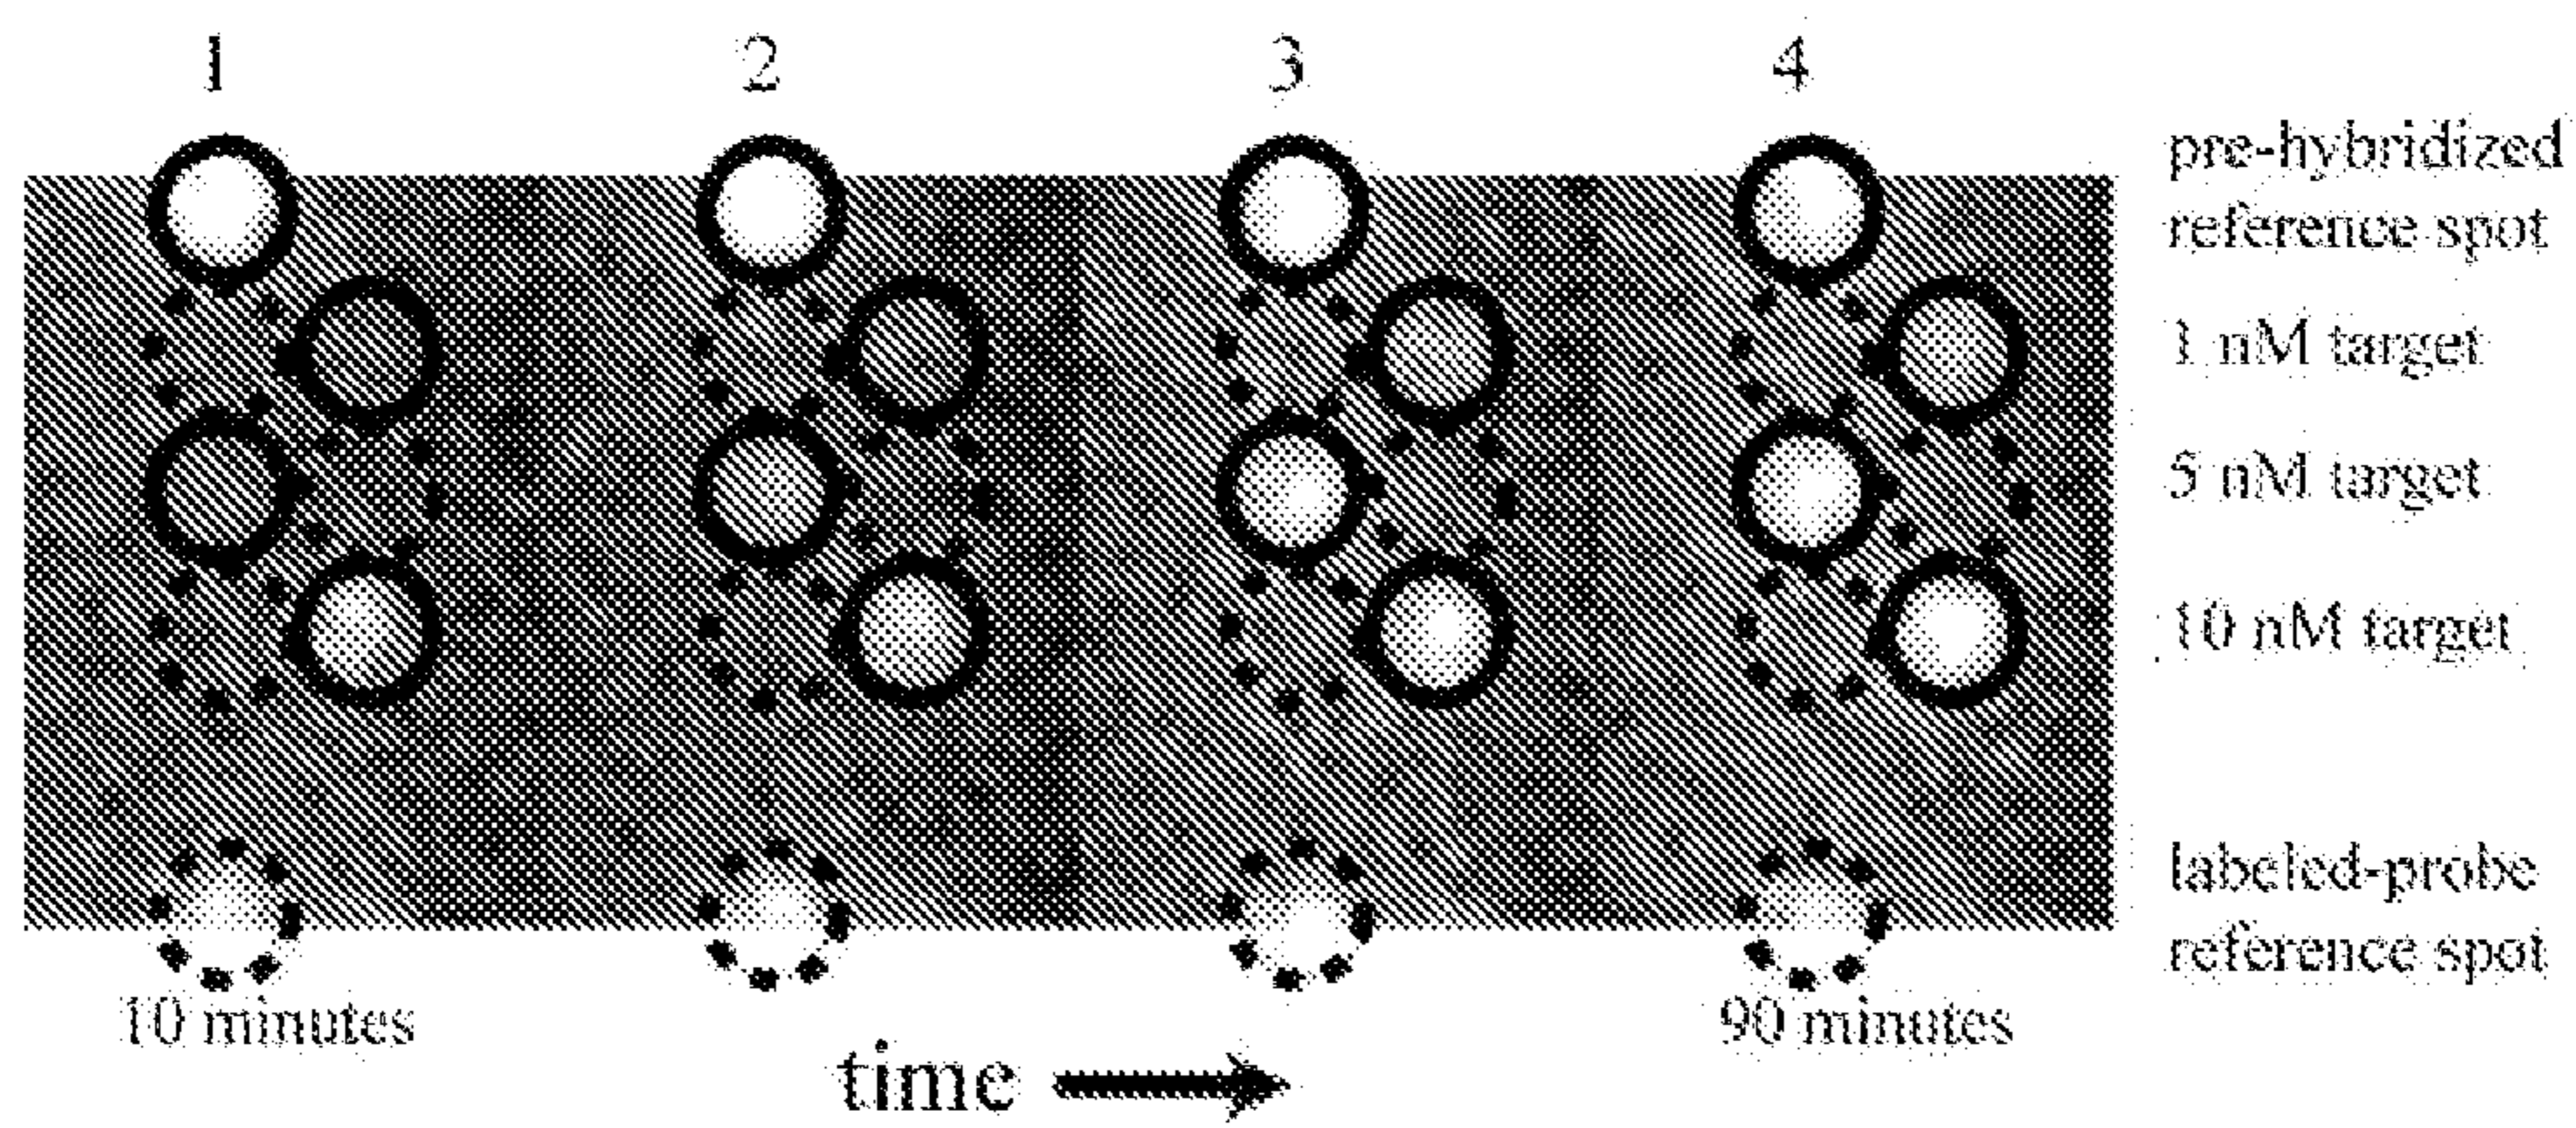 1 2 3 4
pre-hybridized
reference spot
1 nM target
5 nM target
10 nM target
labeled-probe
reference spot
10 minutes 90 minutes
time